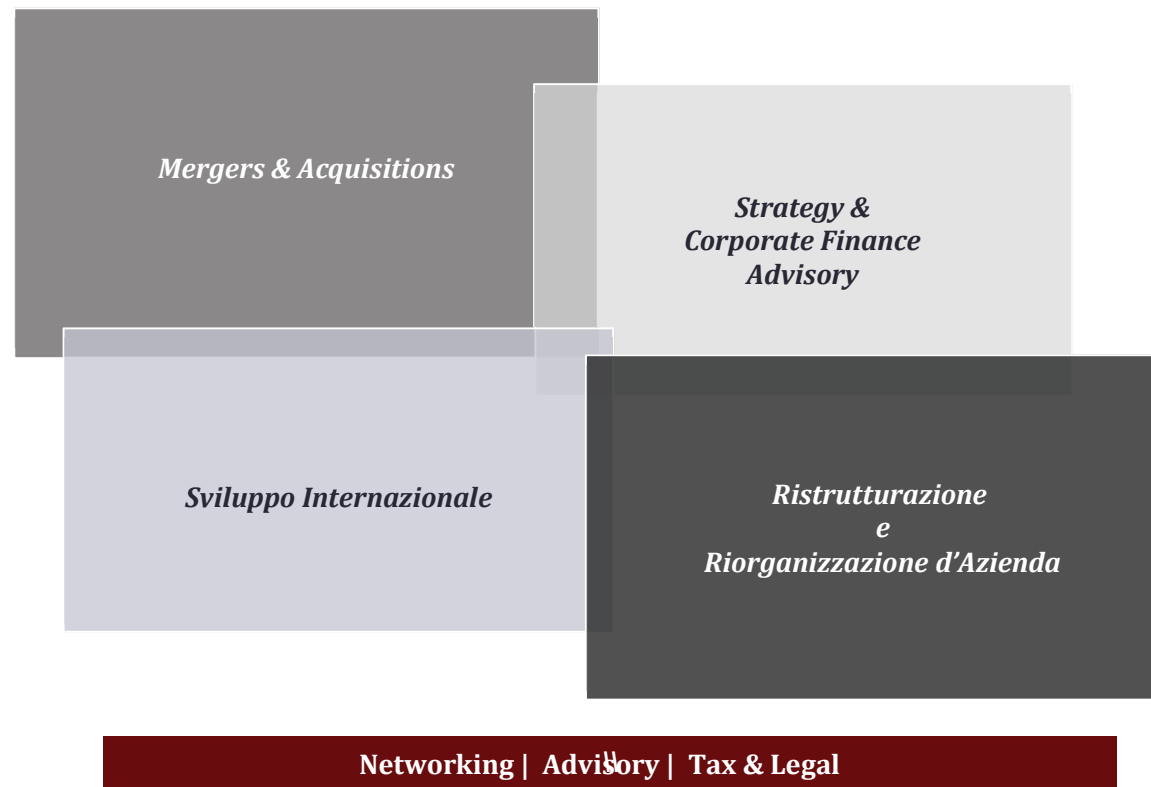 Mergers & Acquisitions
Strategy &
Corporate Finance
Advisory
Sviluppo Internazionale
Ristrutturazione
e
Riorganizzazione d’Azienda
Networking | Advisory | Tax & Legal